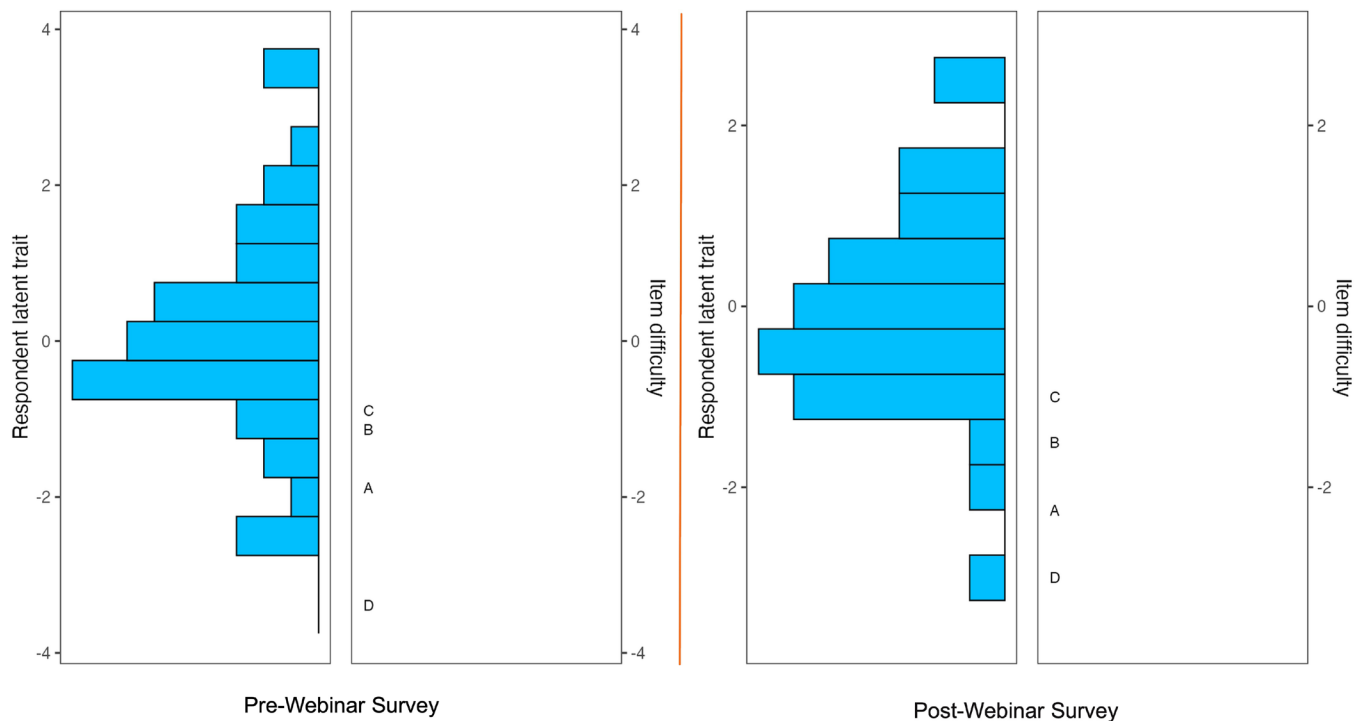 Respondent latent trait
4
2
0
-2
-4
C
B
A
D
4
2
0
-2
-4
Item difficulty
Pre-Webinar Survey
Respondent latent trait
2
0
-2
C
B
A
D
2
0
-2
Item difficulty
Post-Webinar Survey